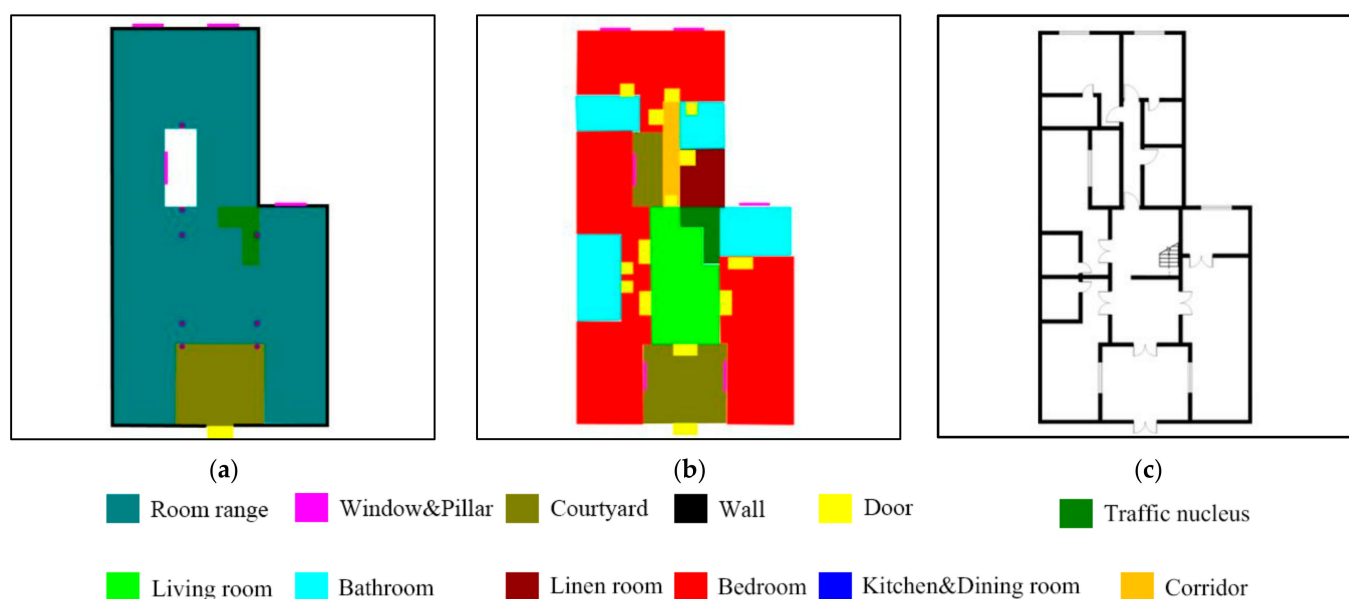 (a) (b) (c)
Room range Window&Pillar Courtyard Wall Door Traffic nucleus
Living room Bathroom Linen room Bedroom Kitchen&Dining room Corridor